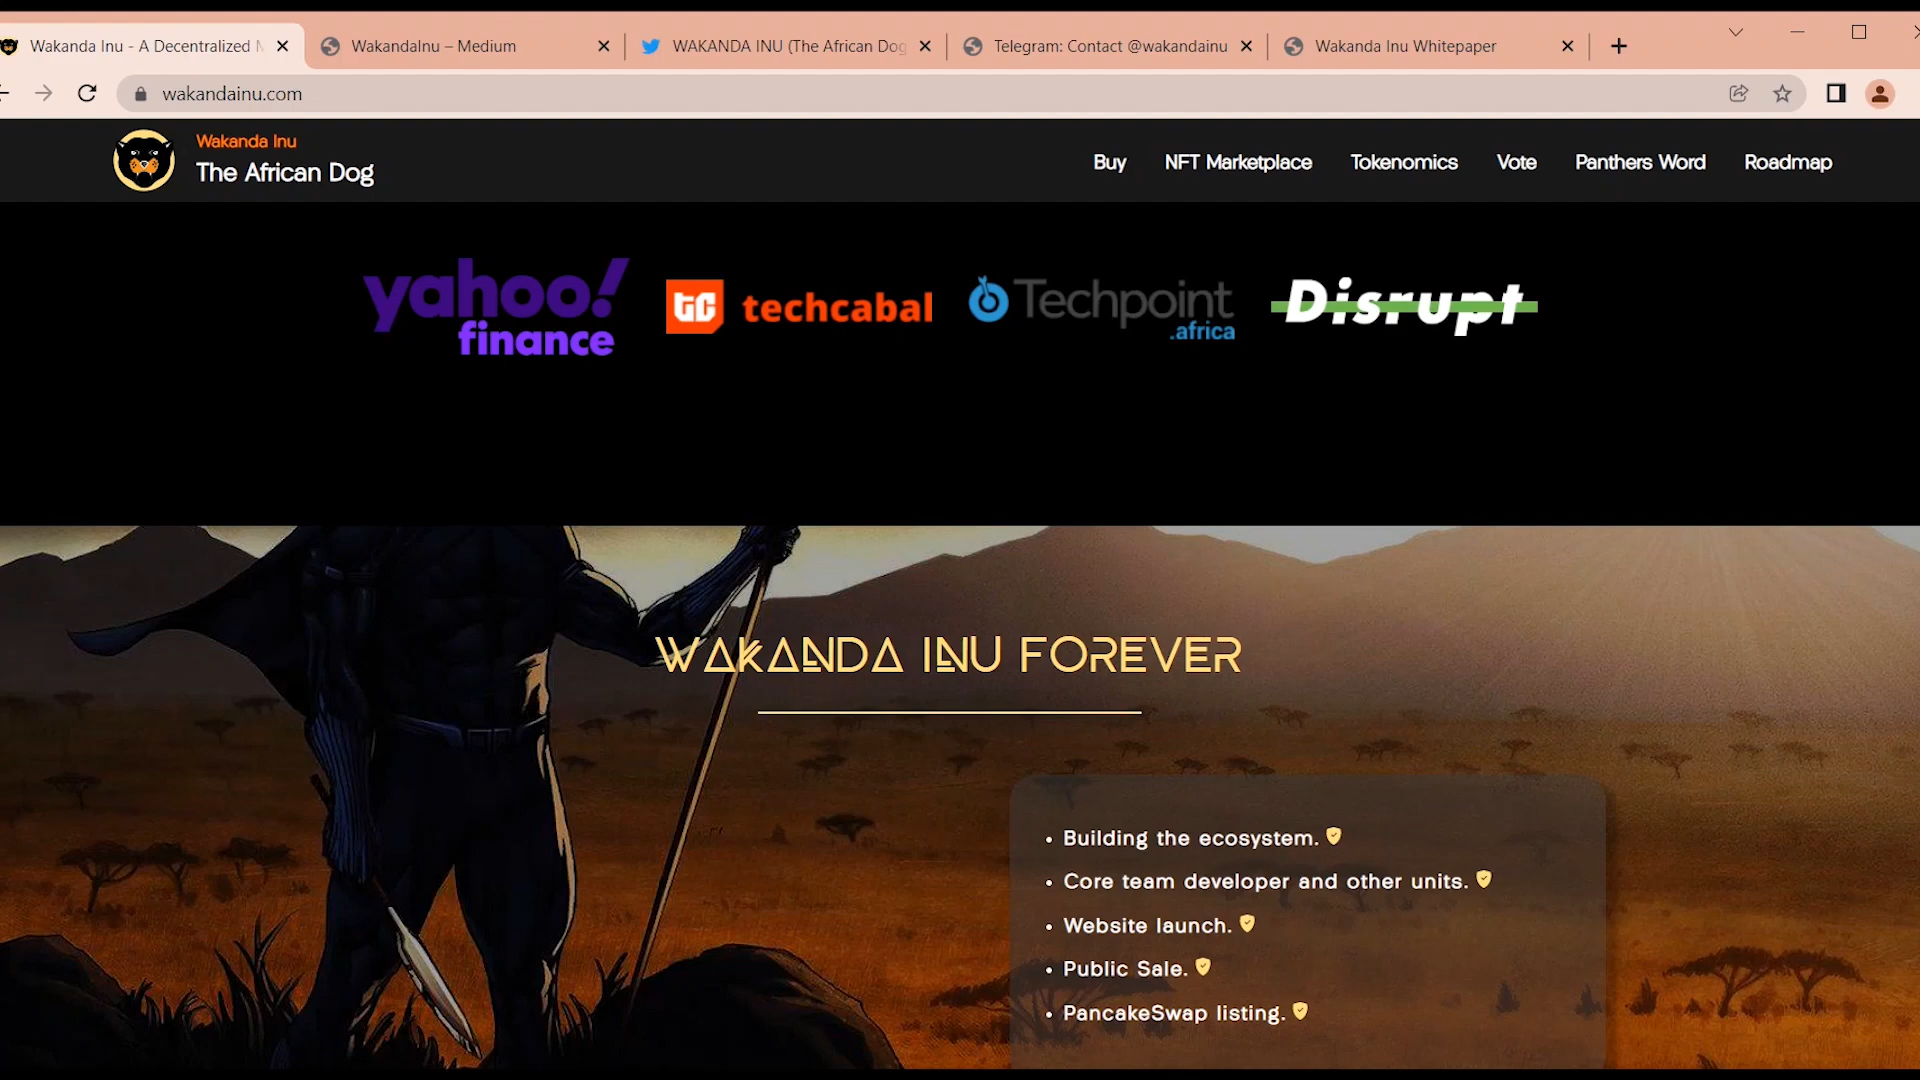 Wakanda Inu - A Decentralized
WakandaInu – Medium
WAKANDA INU (The African Dog
Telegram: Contact @wakandainu
Wakanda Inu Whitepaper
wakandainu.com
Wakanda Inu
The African Dog
Buy
NFT Marketplace
Tokenomics
Vote
Panthers Word
Roadmap
yahoo!
finance
tc techcabal
Techpoint
.africa
Disrupt
WAKANDA INU FOREVER
• Building the ecosystem.
• Core team developer and other units.
• Website launch.
• Public Sale.
• PancakeSwap listing.